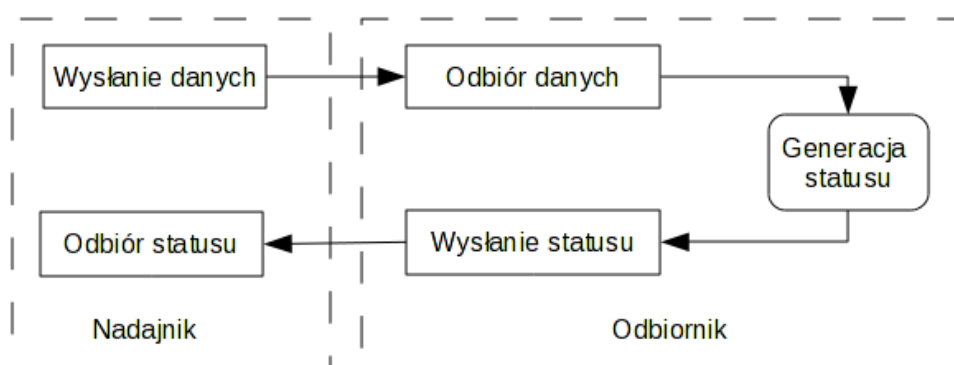 Wysłanie danych
Odbiór danych
Generacja
statusu
Odbiór statusu
Wysłanie statusu
Nadajnik
Odbiornik